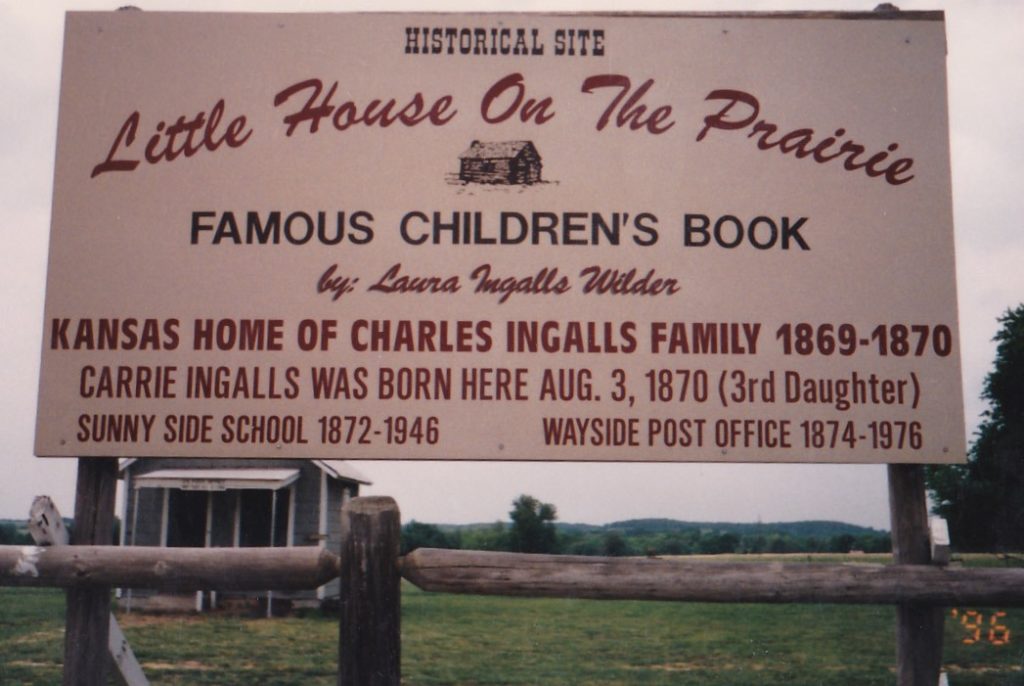 HISTORICAL SITE
Little House On The Prairie
FAMOUS CHILDREN'S BOOK
by: Laura Ingalls Wilder
KANSAS HOME OF CHARLES INGALLS FAMILY 1869-1870
CARRIE INGALLS WAS BORN HERE AUG. 3, 1870 (3rd Daughter)
SUNNY SIDE SCHOOL 1872-1946 WAYSIDE POST OFFICE 1874-1976
'96